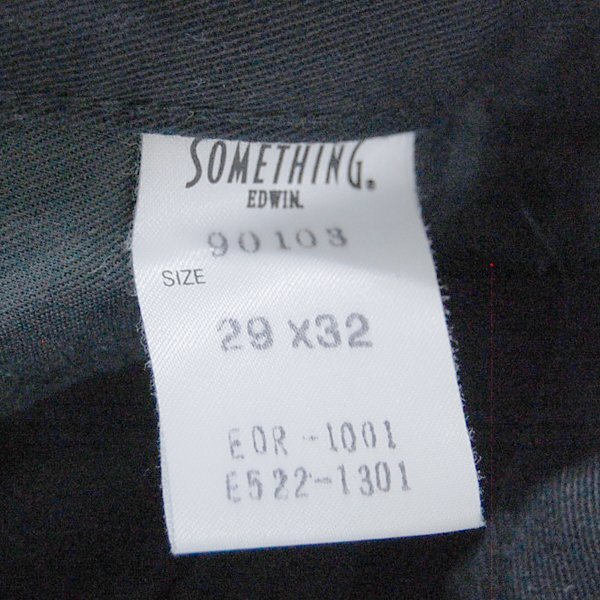 SOMETHING.
EDWIN.
90103
SIZE
29 X32
EOR-1001
E522-1301